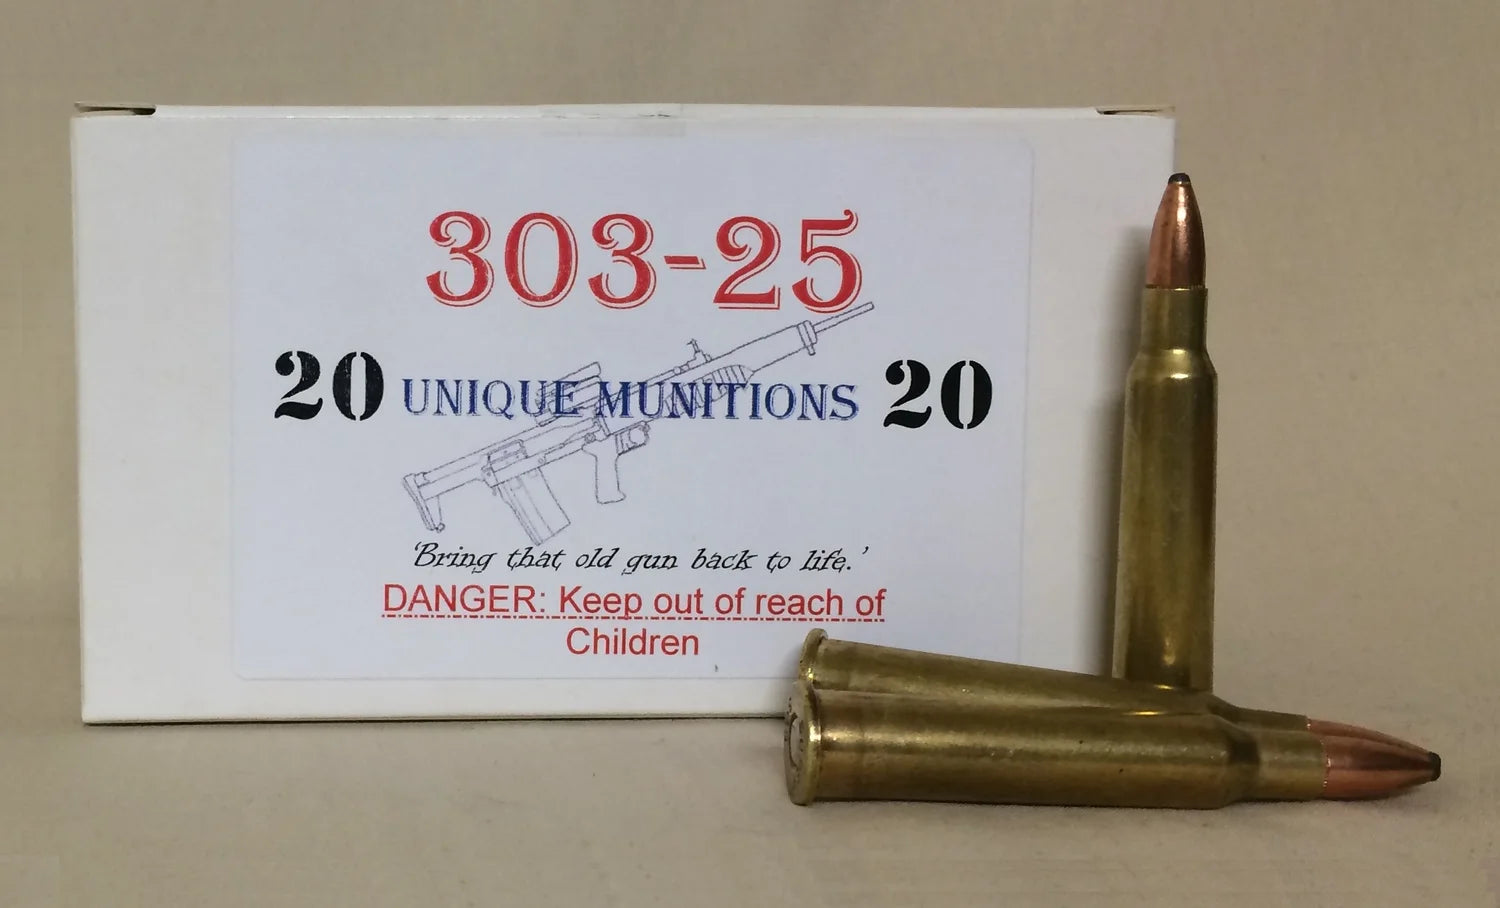 303-25
20 UNIQUE MUNITIONS 20
'Bring that old gun back to life.'
DANGER: Keep out of reach of
Children